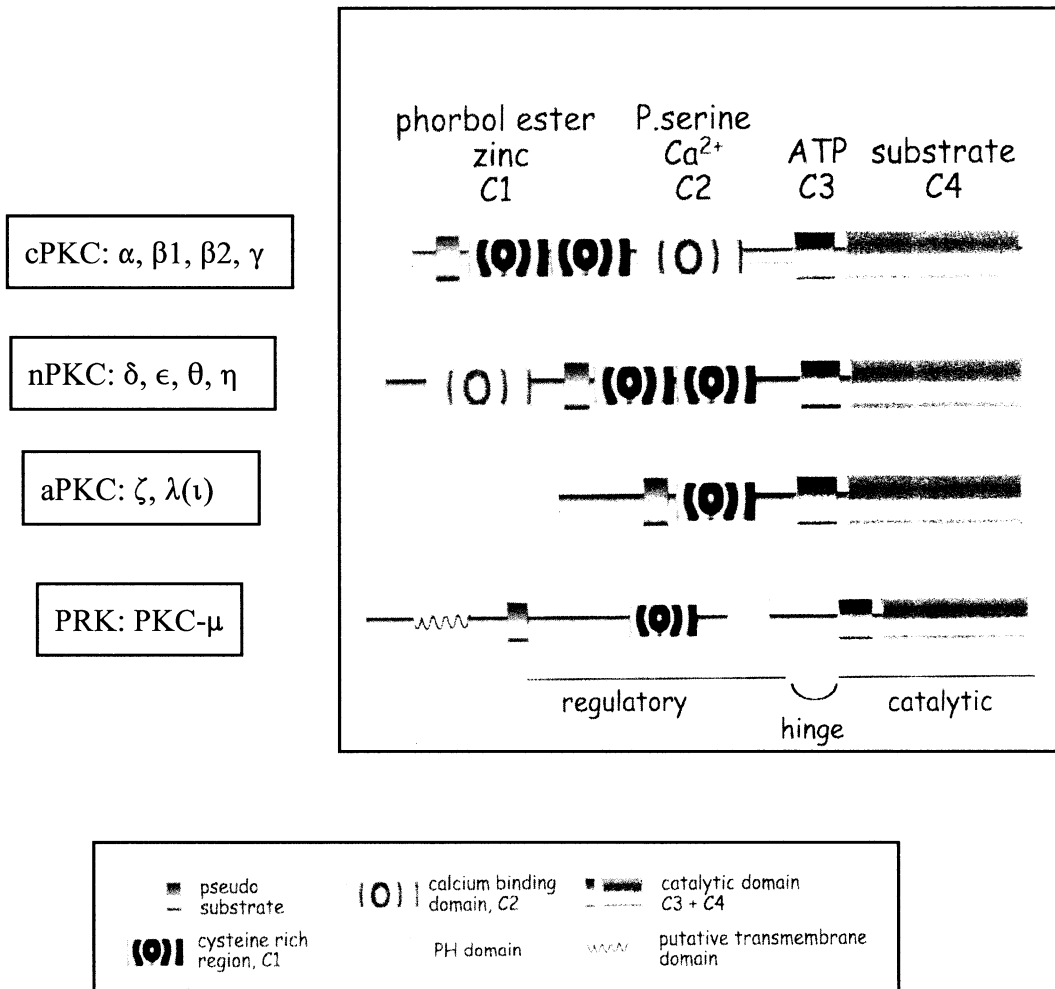 phorbol ester
zinc
C1
P.serine
Ca²⁺
C2
ATP
C3
substrate
C4
cPKC: α, β1, β2, γ
nPKC: δ, ϵ, θ, η
aPKC: ζ, λ(ι)
PRK: PKC-μ
regulatory
hinge
catalytic
pseudo
substrate
calcium binding
domain, C2
catalytic domain
C3 + C4
cysteine rich
region, C1
PH domain
putative transmembrane
domain